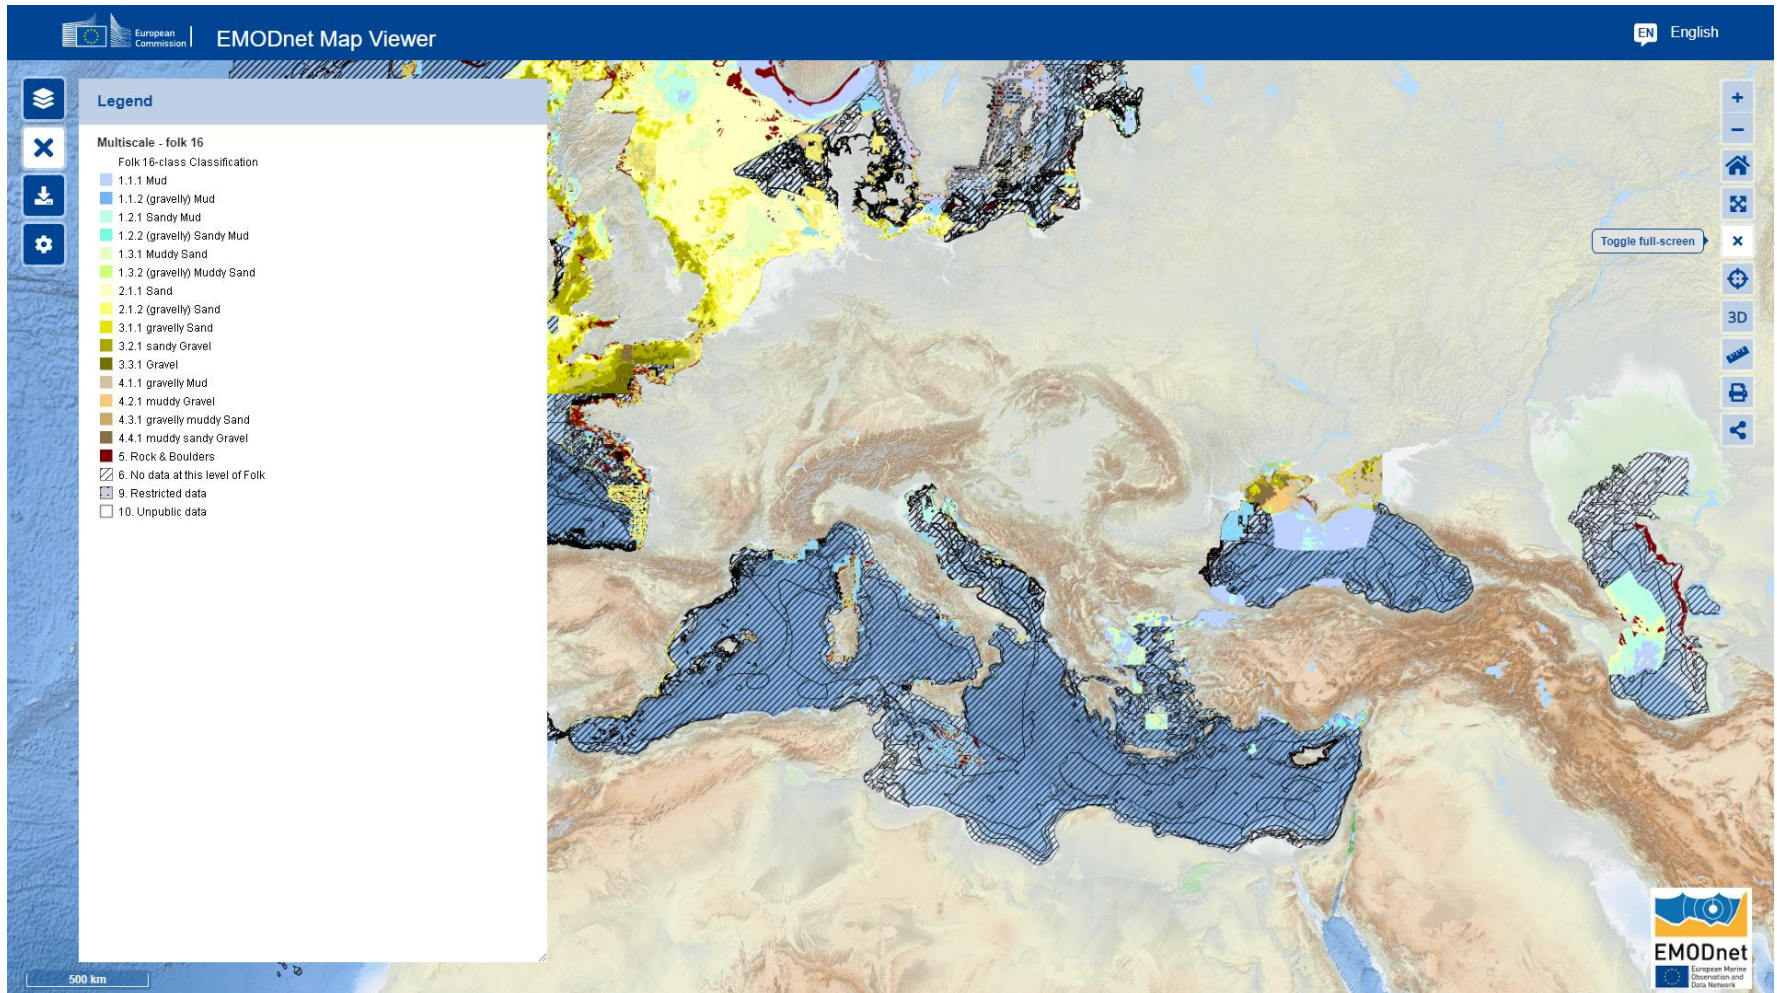 European
Commission
EMODnet Map Viewer
EN English
Legend
Multiscale - folk 16
Folk 16-class Classification
1.1.1 Mud
1.1.2 (gravelly) Mud
1.2.1 Sandy Mud
1.2.2 (gravelly) Sandy Mud
1.3.1 Muddy Sand
1.3.2 (gravelly) Muddy Sand
2.1.1 Sand
2.1.2 (gravelly) Sand
3.1.1 gravelly Sand
3.2.1 sandy Gravel
3.3.1 Gravel
4.1.1 gravelly Mud
4.2.1 muddy Gravel
4.3.1 gravelly muddy Sand
4.4.1 muddy sandy Gravel
5. Rock & Boulders
6. No data at this level of Folk
9. Restricted data
10. Unpublic data
Toggle full-screen
3D
500 km
EMODnet
European Marine
Observation and
Data Network